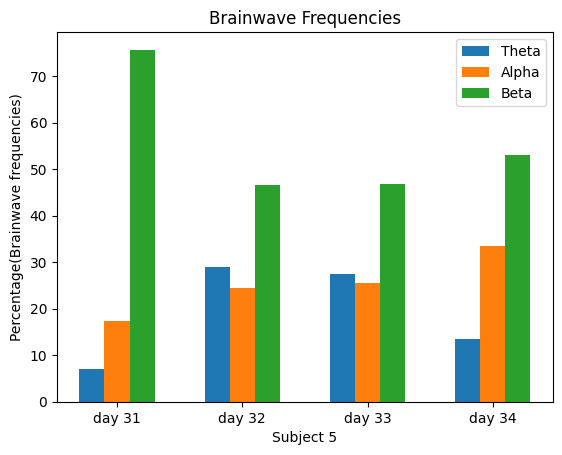 Brainwave Frequencies
Percentage(Brainwave frequencies)
70
60
50
40
30
20
10
0
Theta
Alpha
Beta
day 31 day 32 day 33 day 34
Subject 5